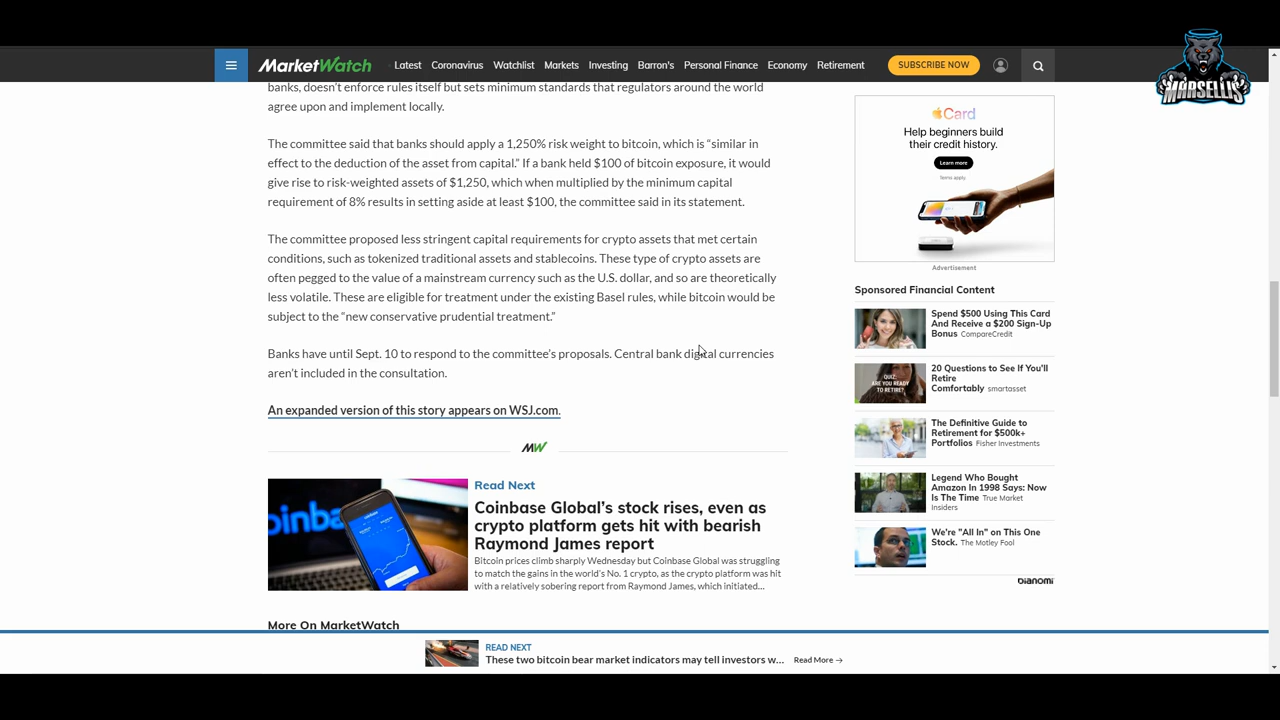 MARSELLIS
MarketWatch
Latest Coronavirus Watchlist Markets Investing Barron's Personal Finance Economy Retirement
SUBSCRIBE NOW
banks, doesn't enforce rules itself but sets minimum standards that regulators around the world
agree upon and implement locally.
The committee said that banks should apply a 1,250% risk weight to bitcoin, which is “similar in
effect to the deduction of the asset from capital.” If a bank held $100 of bitcoin exposure, it would
give rise to risk-weighted assets of $1,250, which when multiplied by the minimum capital
requirement of 8% results in setting aside at least $100, the committee said in its statement.
The committee proposed less stringent capital requirements for crypto assets that met certain
conditions, such as tokenized traditional assets and stablecoins. These type of crypto assets are
often pegged to the value of a mainstream currency such as the U.S. dollar, and so are theoretically
less volatile. These are eligible for treatment under the existing Basel rules, while bitcoin would be
subject to the “new conservative prudential treatment.”
Banks have until Sept. 10 to respond to the committee’s proposals. Central bank digital currencies
aren’t included in the consultation.
An expanded version of this story appears on WSJ.com.
MW
Read Next
Coinbase Global’s stock rises, even as
crypto platform gets hit with bearish
Raymond James report
Bitcoin prices climb sharply Wednesday but Coinbase Global was struggling
to match the gains in the world's No. 1 crypto, as the crypto platform was hit
with a relatively sobering report from Raymond James, which initiated...
More On MarketWatch
Card
Help beginners build
their credit history.
Learn more
Terms apply.
Advertisement
Sponsored Financial Content
Spend $500 Using This Card
And Receive a $200 Sign-Up
Bonus CompareCredit
QUIZ:
ARE YOU READY
TO RETIRE?
20 Questions to See If You'll
Retire
Comfortably smartasset
The Definitive Guide to
Retirement for $500k+
Portfolios Fisher Investments
Legend Who Bought
Amazon In 1998 Says: Now
Is The Time True Market
Insiders
We're "All In" on This One
Stock. The Motley Fool
bianomi
READ NEXT
These two bitcoin bear market indicators may tell investors w... Read More →